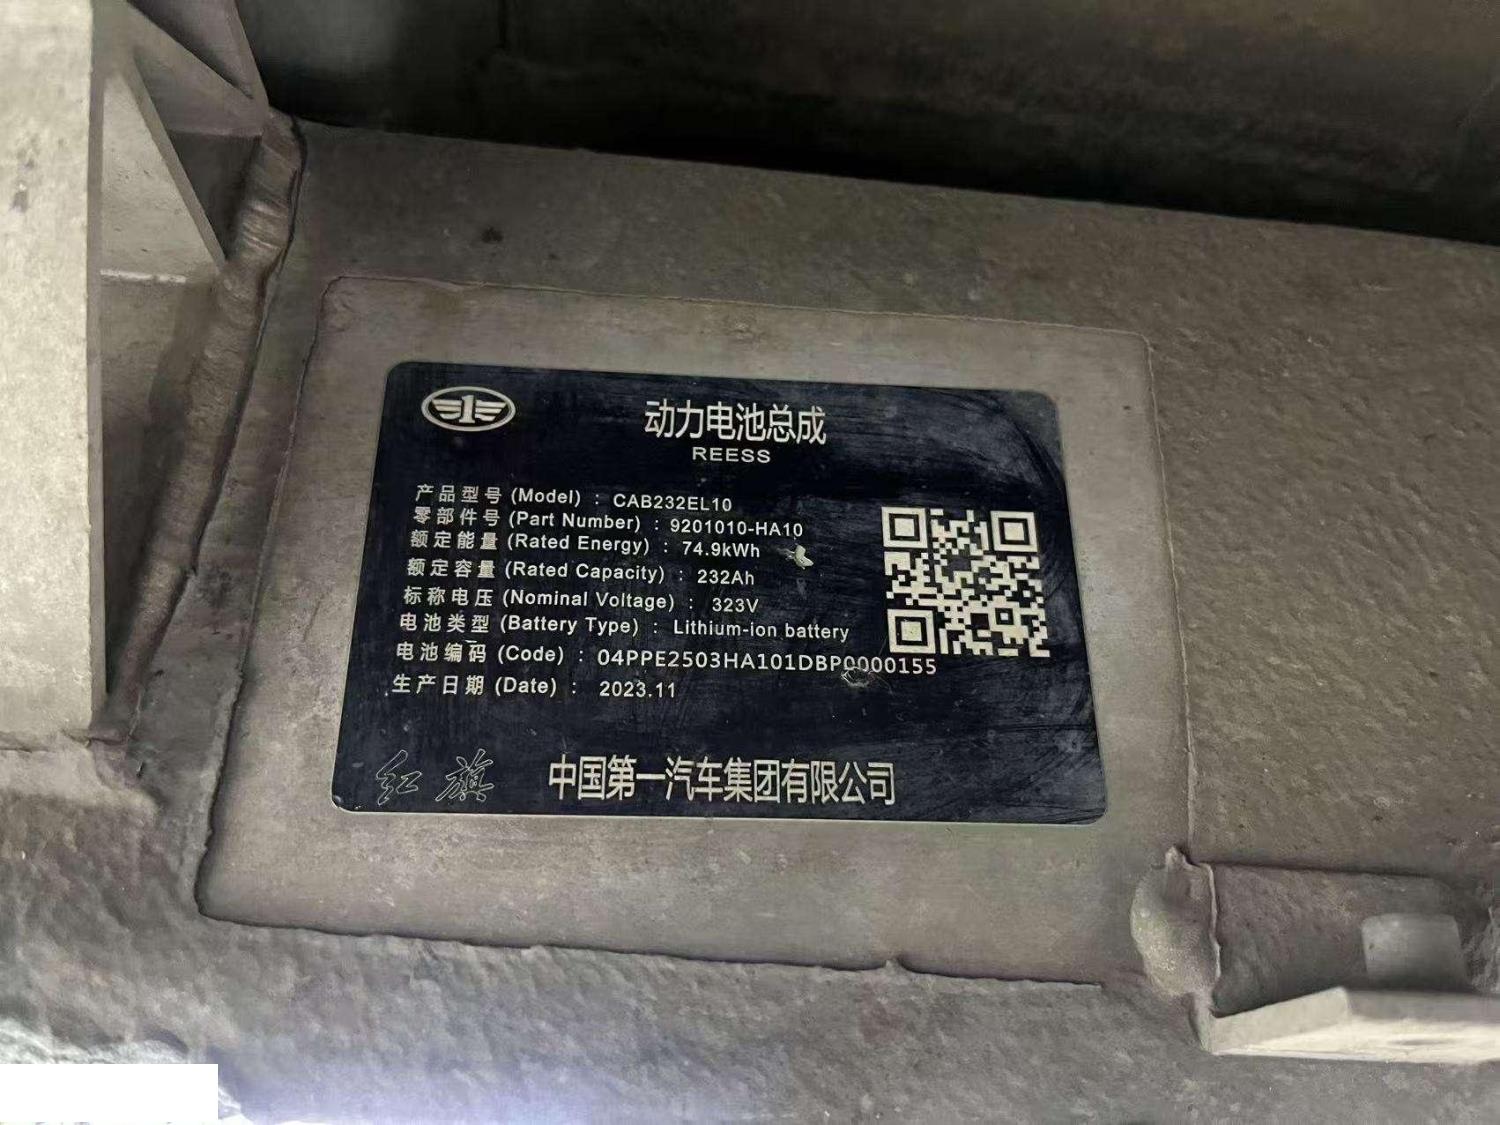 动力电池总成
REESS
产品型号 (Model) : CAB232EL10
零部件号 (Part Number) : 9201010-HA10
额定能量 (Rated Energy) : 74.9kWh
额定容量 (Rated Capacity) : 232Ah
标称电压 (Nominal Voltage) : 323V
电池类型 (Battery Type) : Lithium-ion battery
电池编码 (Code) : 04PPE2503HA101DBP0000155
生产日期 (Date) : 2023.11
红旗 中国第一汽车集团有限公司